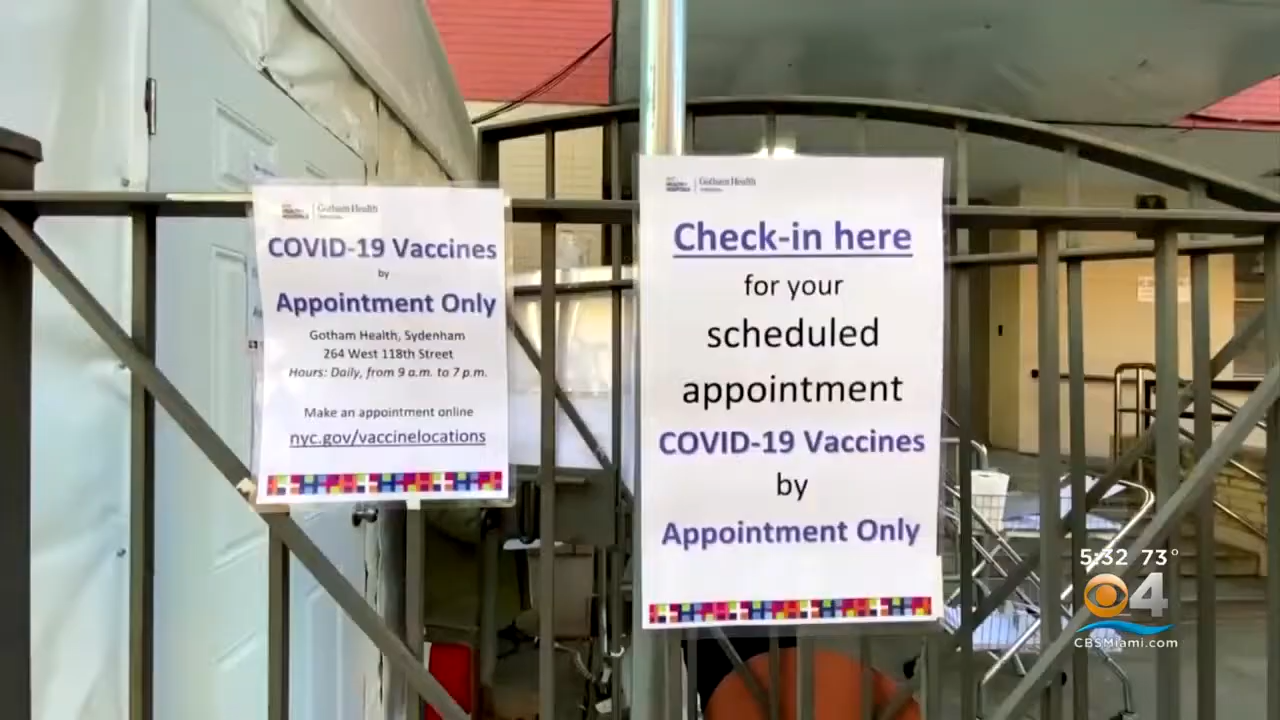 Gotham Health
COVID-19 Vaccines
by
Appointment Only
Gotham Health, Sydenham
264 West 118th Street
Hours: Daily, from 9 a.m. to 7 p.m.
Make an appointment online
nyc.gov/vaccinelocations
Gotham Health
Check-in here
for your
scheduled
appointment
COVID-19 Vaccines
by
Appointment Only
5:32 73°
4
CBSMiami.com